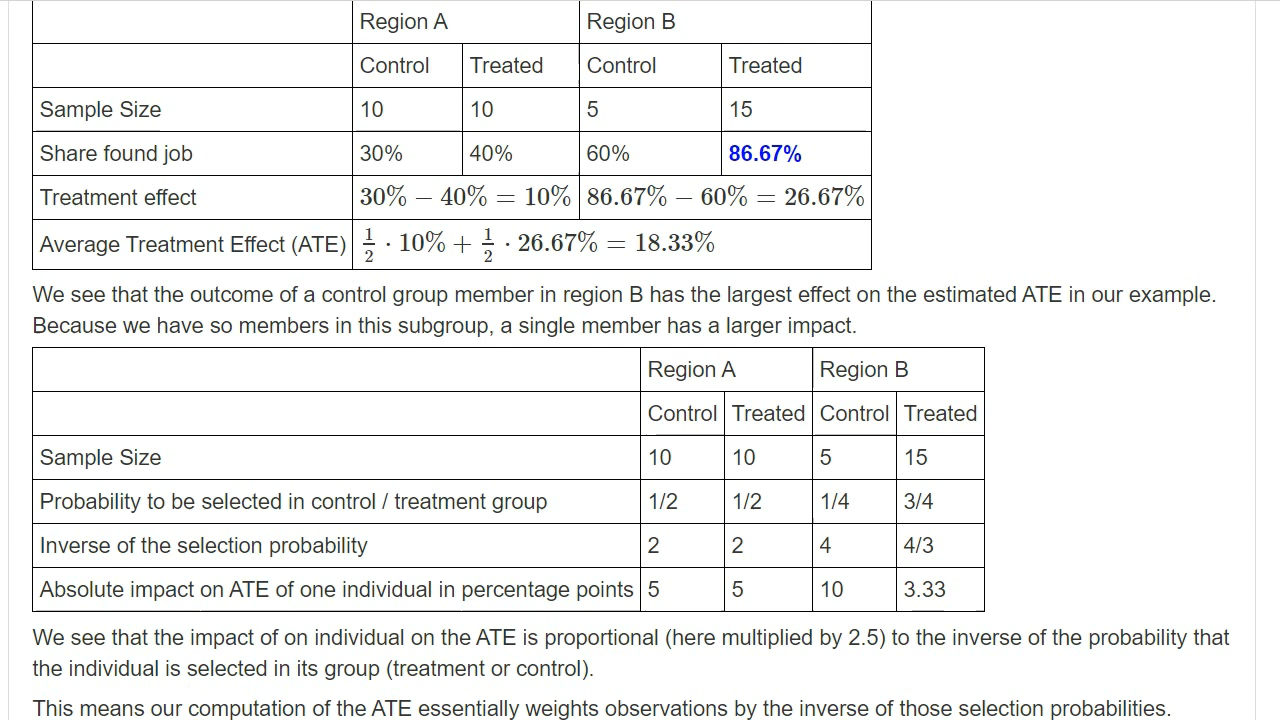 Region A Region B
Control Treated Control Treated
Sample Size 10 10 5 15
Share found job 30% 40% 60% 86.67%
Treatment effect 30% − 40% = 10% 86.67% − 60% = 26.67%
Average Treatment Effect (ATE) 1/2 · 10% + 1/2 · 26.67% = 18.33%
We see that the outcome of a control group member in region B has the largest effect on the estimated ATE in our example.
Because we have so members in this subgroup, a single member has a larger impact.
Region A Region B
Control Treated Control Treated
Sample Size 10 10 5 15
Probability to be selected in control / treatment group 1/2 1/2 1/4 3/4
Inverse of the selection probability 2 2 4 4/3
Absolute impact on ATE of one individual in percentage points 5 5 10 3.33
We see that the impact of on individual on the ATE is proportional (here multiplied by 2.5) to the inverse of the probability that
the individual is selected in its group (treatment or control).
This means our computation of the ATE essentially weights observations by the inverse of those selection probabilities.